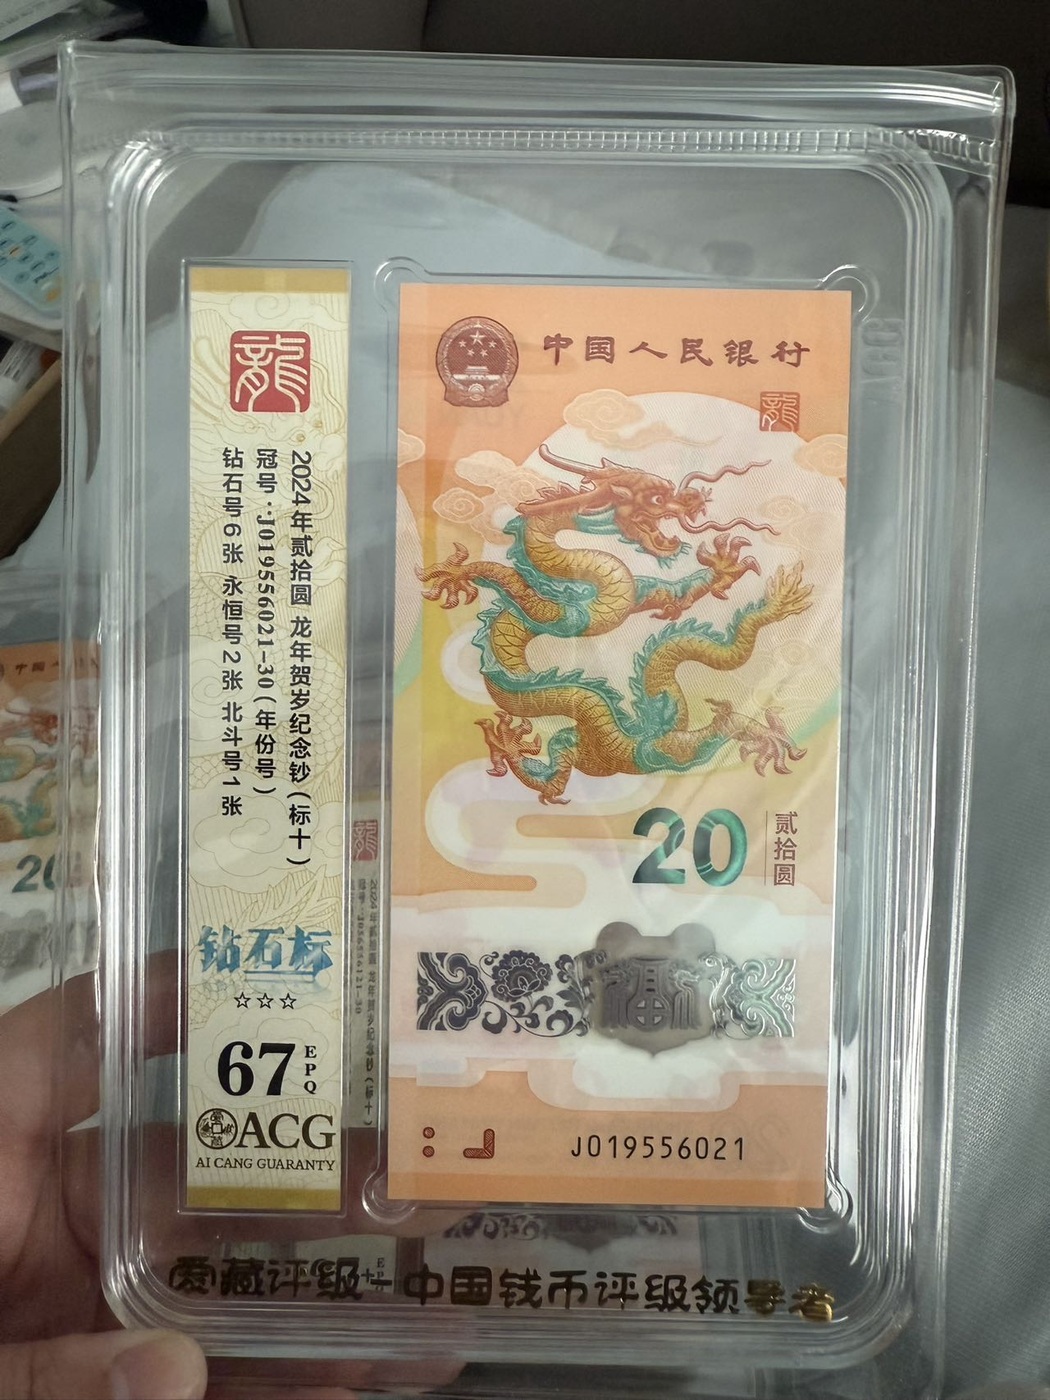 龍
2024年贰拾圆 龙年贺岁纪念钞(标十)
冠号:J019556021-30(年份号)
钻石号6张 永恒号2张 北斗号1张
钻石标
☆☆☆
67 EPQ
ACG
AI CANG GUARANTY
中国人民银行
龍
20
贰拾圆
福
J019556021
爱藏评级-中国钱币评级领导者